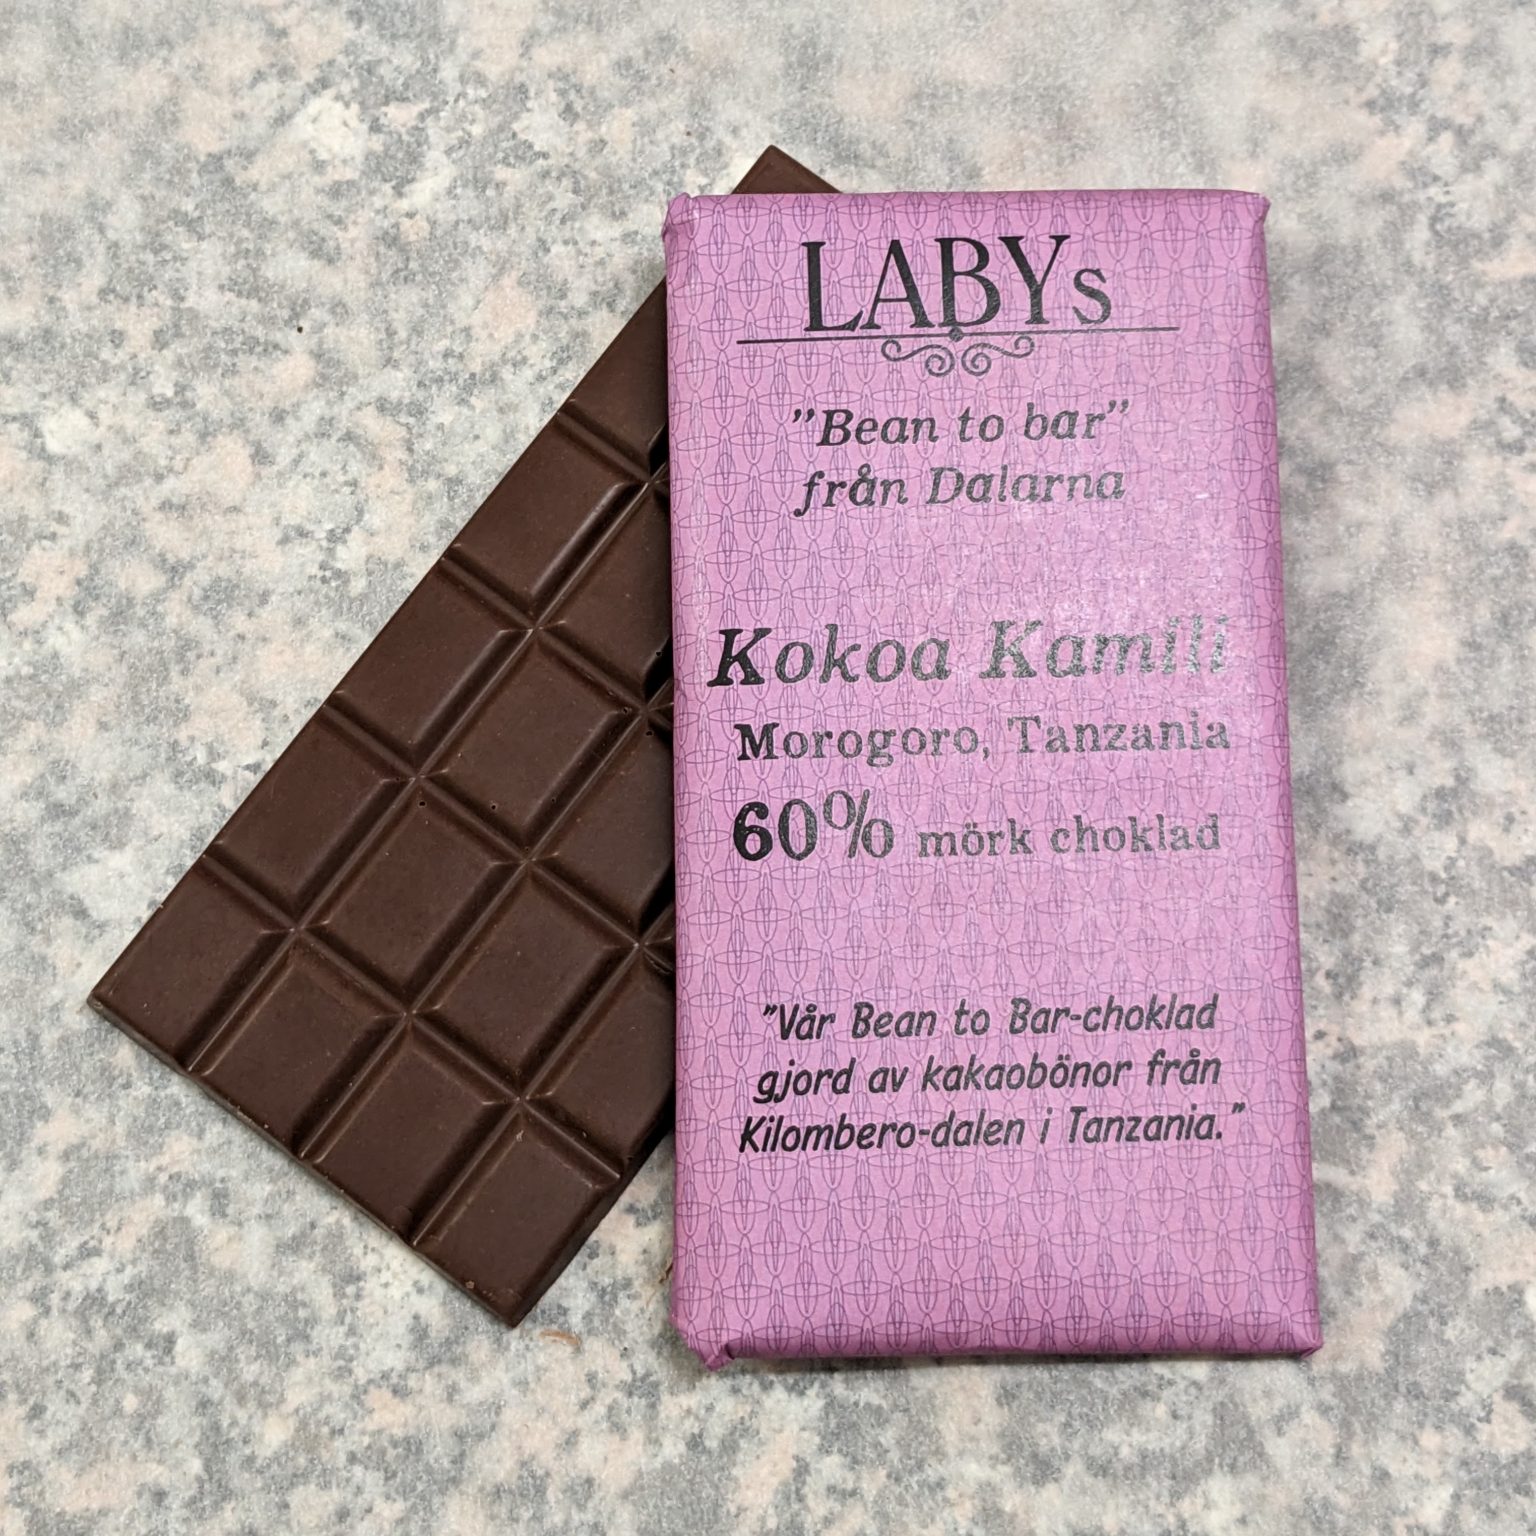 LABYs
"Bean to bar"
från Dalarna
Kokoa Kamili
Morogoro, Tanzania
60% mörk choklad
"Vår Bean to Bar-choklad
gjord av kakaobönor från
Kilombero-dalen i Tanzania."